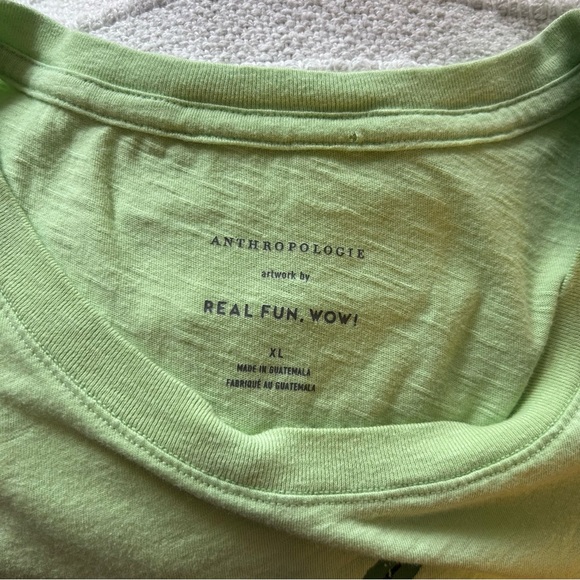 ANTHROPOLOGIE
artwork by
REAL FUN, WOW!
XL
MADE IN GUATEMALA
FABRIQUÉ AU GUATEMALA